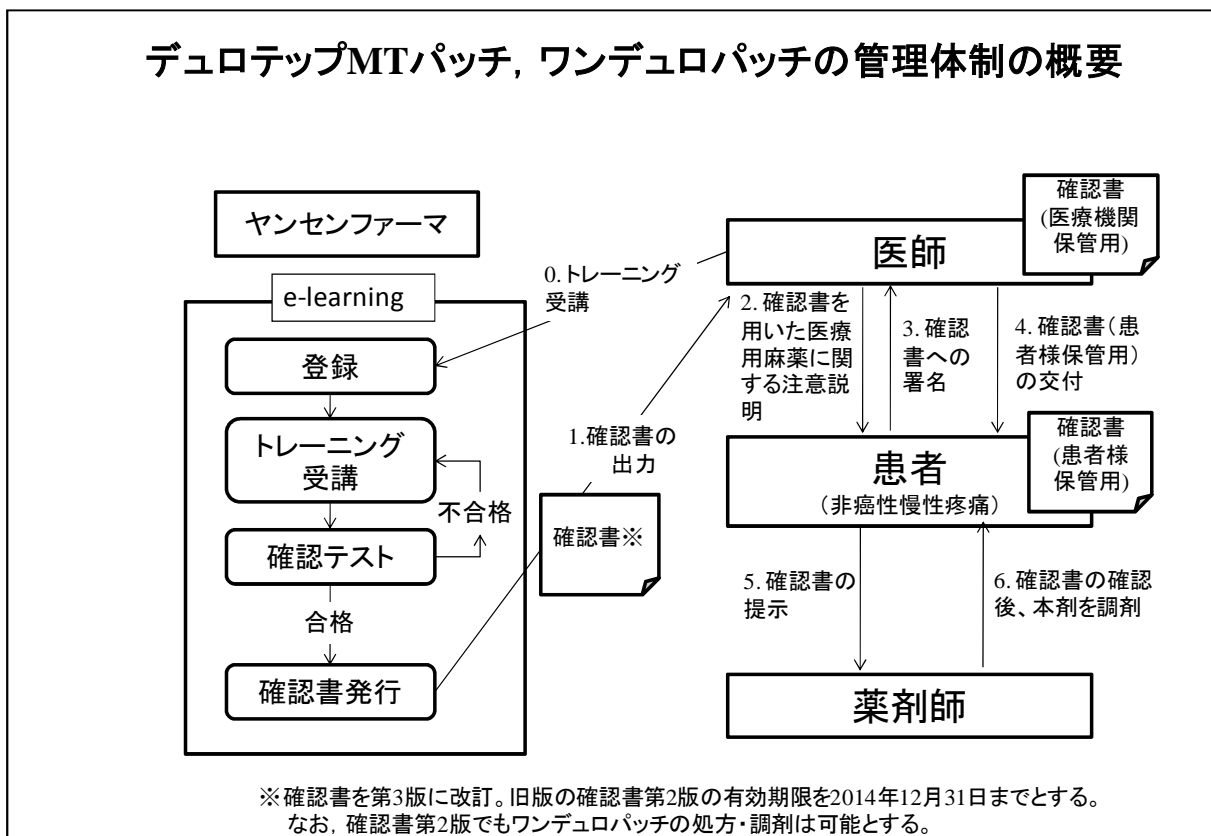 デュロテップMTパッチ，ワンデュロパッチの管理体制の概要
ヤンセンファーマ
e-learning
登録
トレーニング
受講
確認テスト
不合格
合格
確認書発行
0.トレーニング
受講
1.確認書の
出力
確認書※
医師
確認書
(医療機関
保管用)
2.確認書を
用いた医療
用麻薬に関
する注意説
明
3.確認
書への
署名
4.確認書（患
者様保管用）
の交付
患者
（非癌性慢性疼痛）
確認書
(患者様
保管用)
5.確認書の
提示
6.確認書の確認
後、本剤を調剤
薬剤師
※確認書を第3版に改訂。旧版の確認書第2版の有効期限を2014年12月31日までとする。
なお，確認書第2版でもワンデュロパッチの処方・調剤は可能とする。